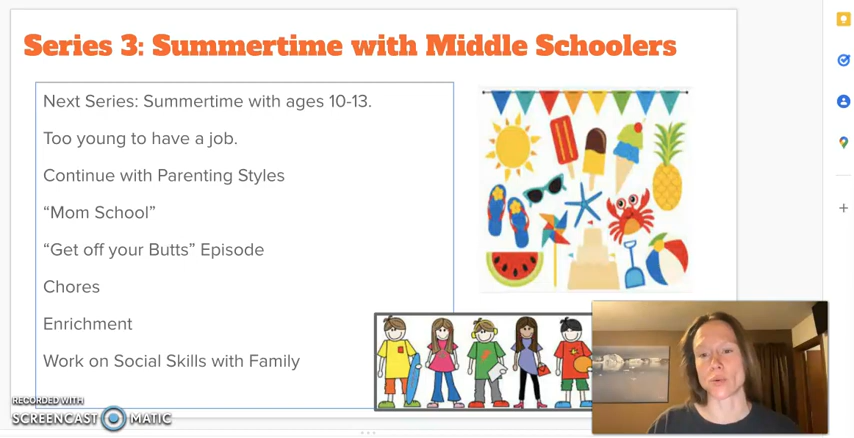 Series 3: Summertime with Middle Schoolers
Next Series: Summertime with ages 10-13.
Too young to have a job.
Continue with Parenting Styles
“Mom School”
“Get off your Butts” Episode
Chores
Enrichment
Work on Social Skills with Family
RECORDED WITH
SCREENCAST MATIC